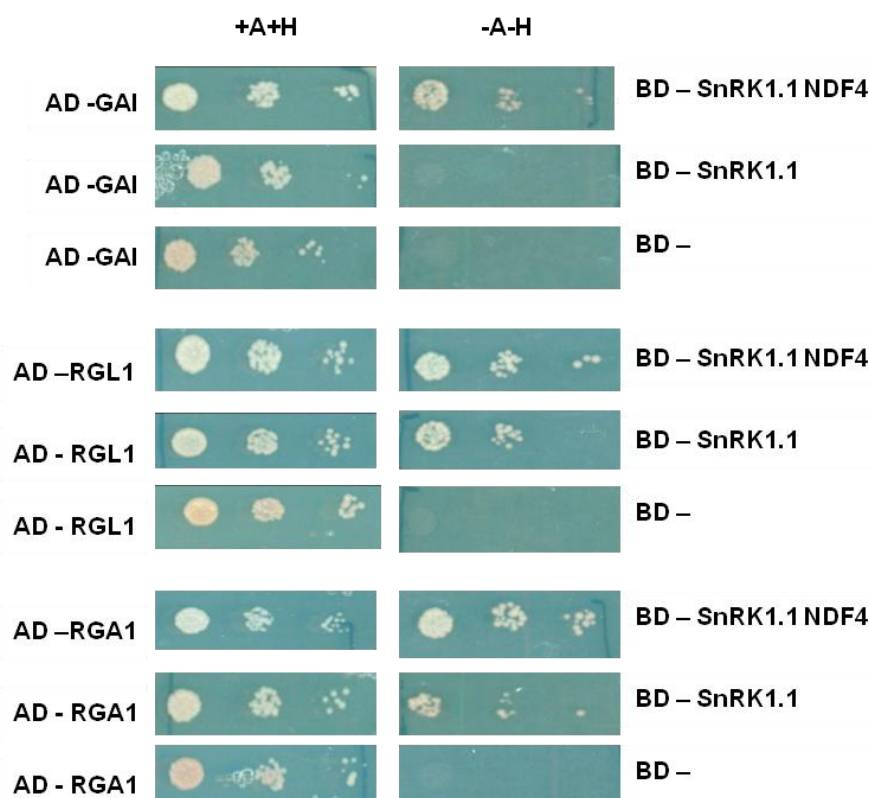 +A+H -A-H
AD -GAI BD – SnRK1.1 NDF4
AD -GAI BD – SnRK1.1
AD -GAI BD –
AD –RGL1 BD – SnRK1.1 NDF4
AD - RGL1 BD – SnRK1.1
AD - RGL1 BD –
AD –RGA1 BD – SnRK1.1 NDF4
AD - RGA1 BD – SnRK1.1
AD - RGA1 BD –